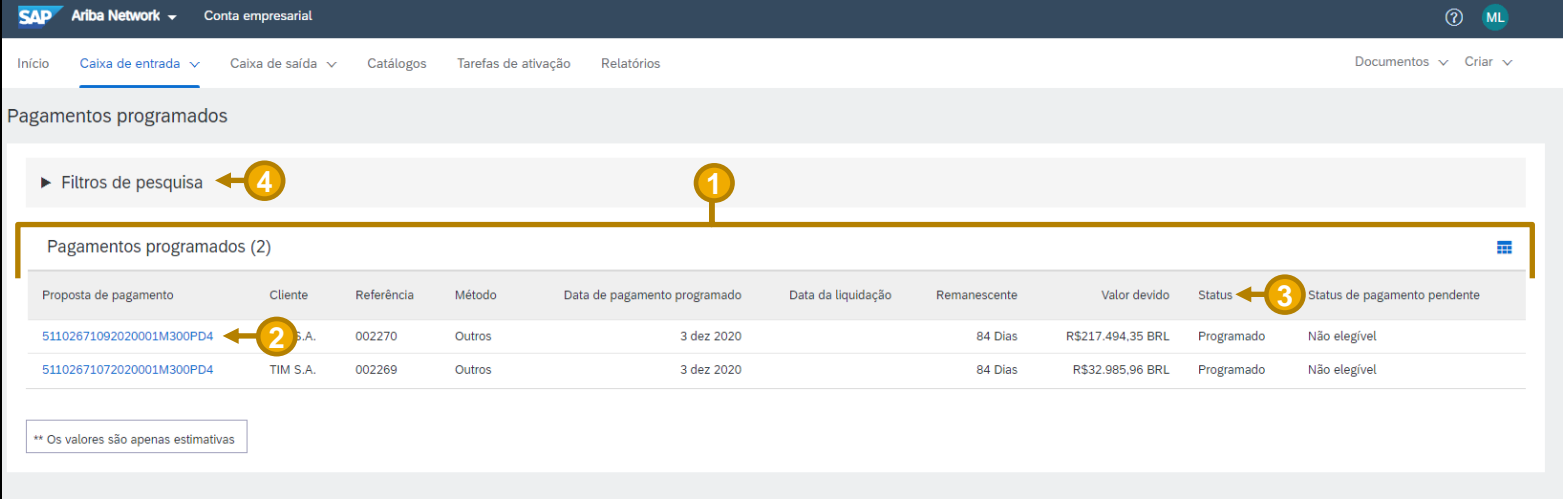 SAP Ariba Network Conta empresarial ? ML
Início Caixa de entrada Caixa de saída Catálogos Tarefas de ativação Relatórios Documentos Criar
Pagamentos programados
Filtros de pesquisa 4 1
Pagamentos programados (2)
Proposta de pagamento Cliente Referência Método Data de pagamento programado Data da liquidação Remanescente Valor devido Status 3 Status de pagamento pendente
51102671092020001M300PD4 2 S.A. 002270 Outros 3 dez 2020 84 Dias R$217.494,35 BRL Programado Não elegível
51102671072020001M300PD4 TIM S.A. 002269 Outros 3 dez 2020 84 Dias R$32.985,96 BRL Programado Não elegível
** Os valores são apenas estimativas